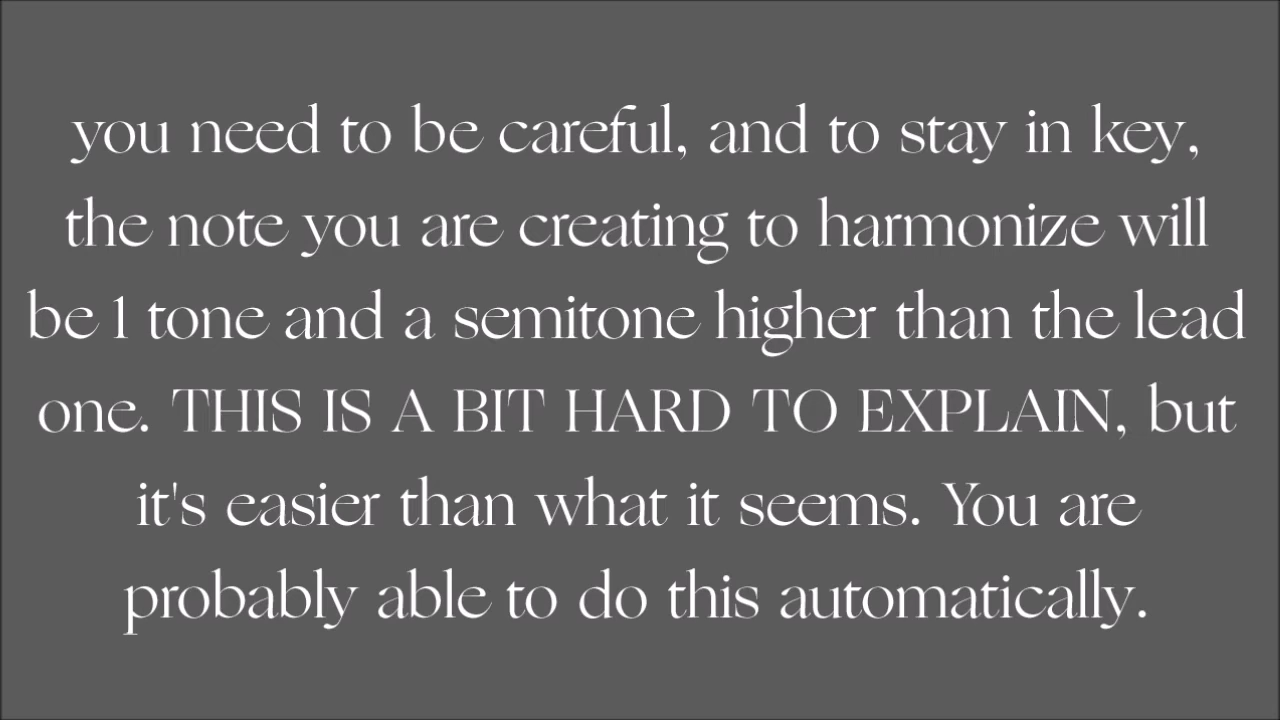 you need to be careful, and to stay in key,
the note you are creating to harmonize will
be 1 tone and a semitone higher than the lead
one. THIS IS A BIT HARD TO EXPLAIN, but
it's easier than what it seems. You are
probably able to do this automatically.